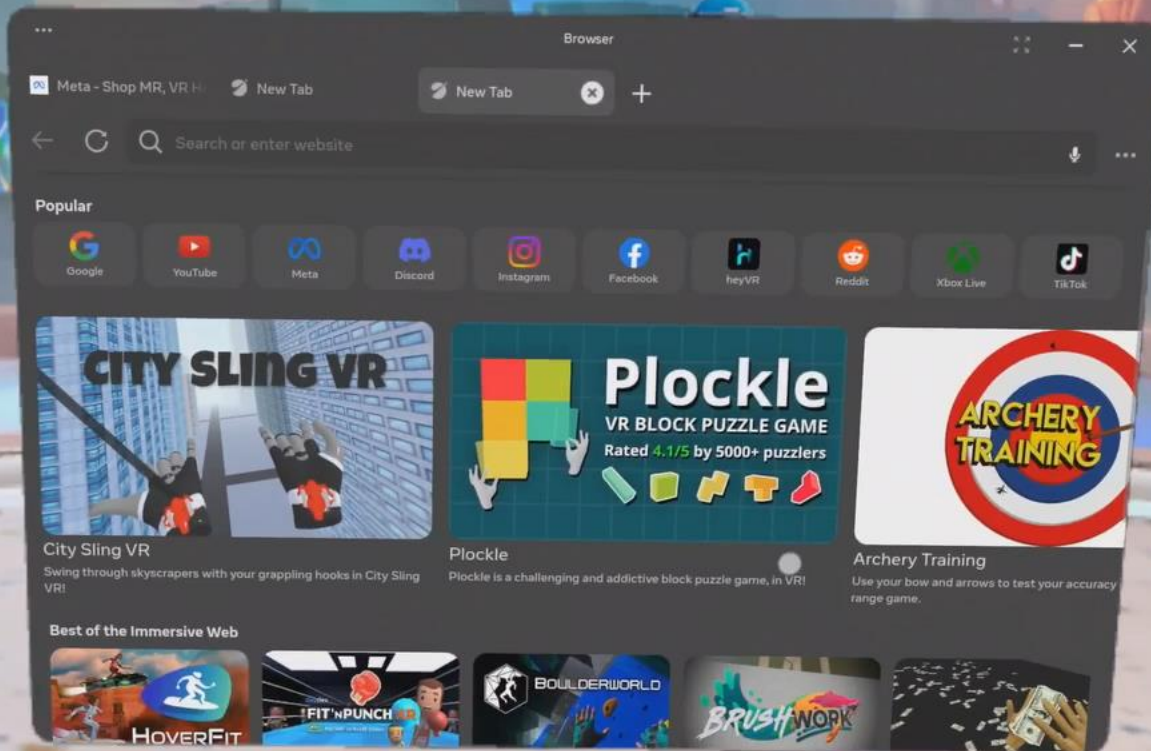 Browser
Meta - Shop MR, VR H
New Tab
New Tab
Search or enter website
Popular
Google
YouTube
Meta
Discord
Instagram
Facebook
heyVR
Reddit
Xbox Live
TikTok
CITY SLING VR
Plockle
VR BLOCK PUZZLE GAME
Rated 4.1/5 by 5000+ puzzlers
ARCHERY
TRAINING
City Sling VR
Swing through skyscrapers with your grappling hooks in City Sling
VR!
Plockle
Plockle is a challenging and addictive block puzzle game, in VR!
Archery Training
Use your bow and arrows to test your accuracy
range game.
Best of the Immersive Web
HOVERFIT
FIT'NPUNCH VR
BOULDERWORLD
BRUSHWORK